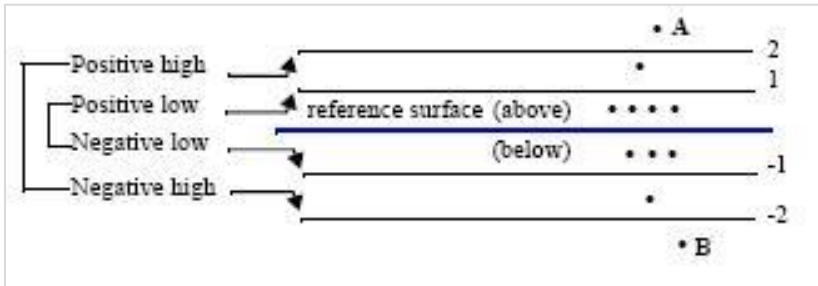 A
2
Positive high
1
Positive low
reference surface (above)
Negative low
(below)
-1
Negative high
-2
B